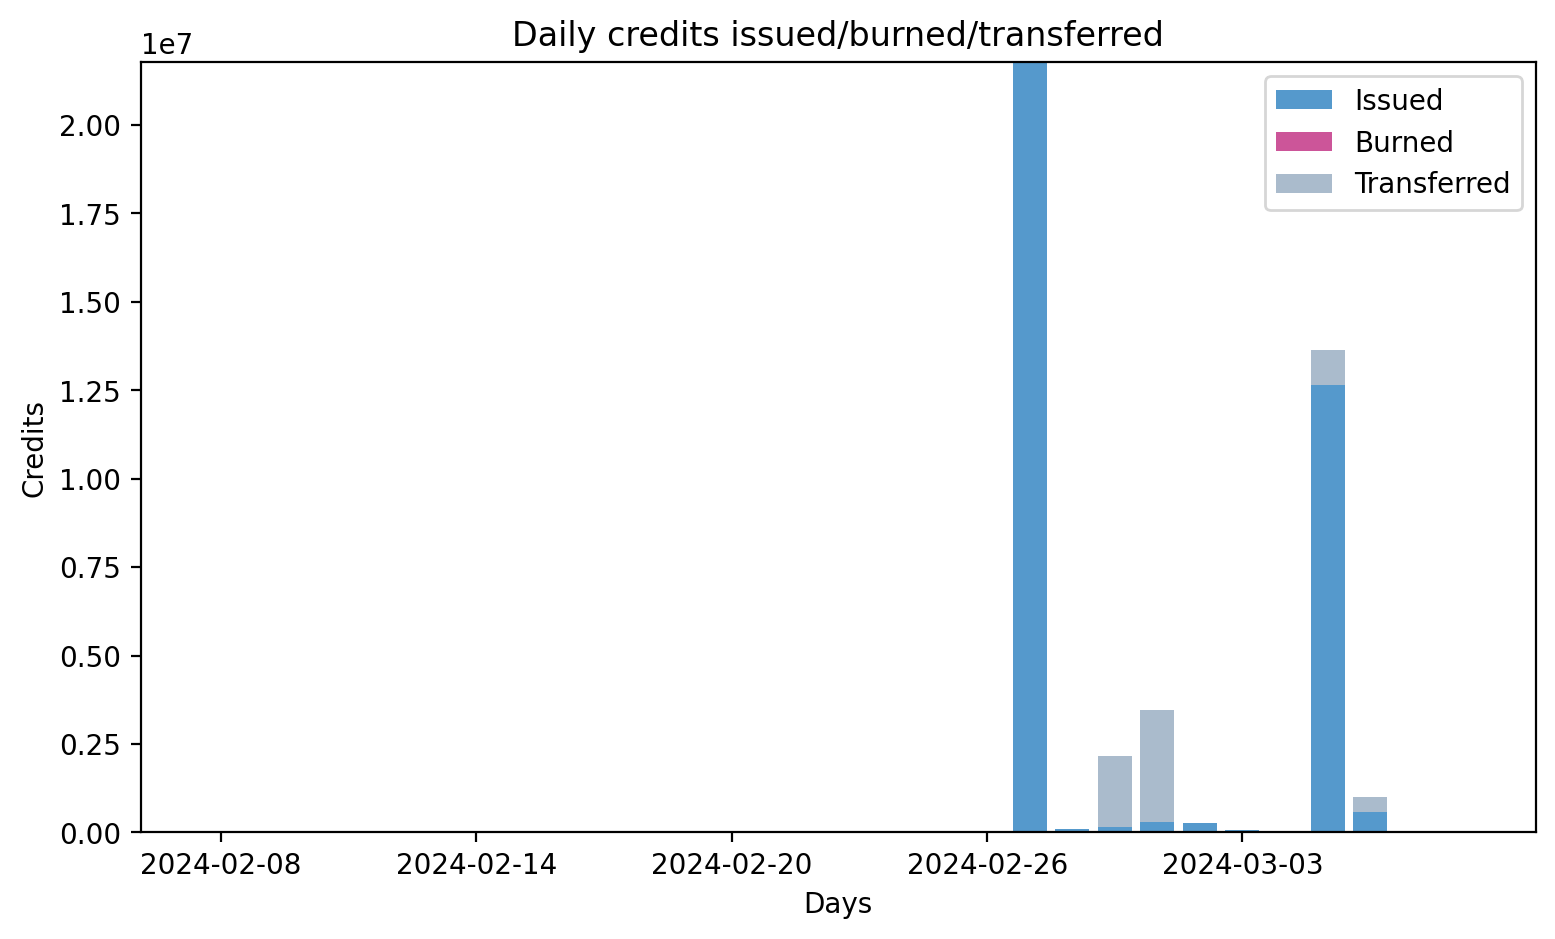 Daily credits issued/burned/transferred
1e7
2.00
1.75
1.50
1.25
1.00
0.75
0.50
0.25
0.00
Credits
Issued
Burned
Transferred
2024-02-08
2024-02-14
2024-02-20
2024-02-26
2024-03-03
Days